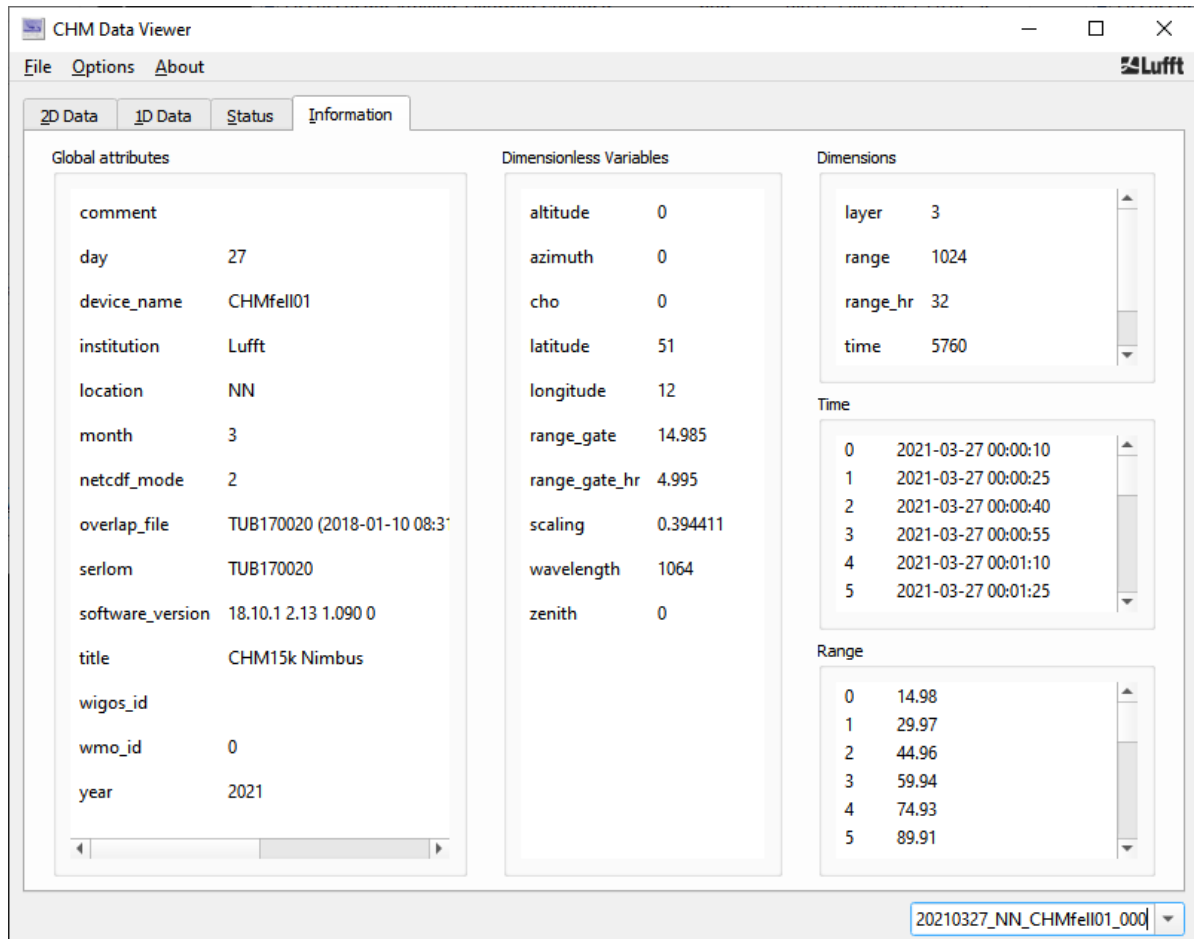 CHM Data Viewer
File Options About
Lufft
2D Data 1D Data Status Information
Global attributes
comment
day 27
device_name CHMfell01
institution Lufft
location NN
month 3
netcdf_mode 2
overlap_file TUB170020 (2018-01-10 08:31
serlom TUB170020
software_version 18.10.1 2.13 1.090 0
title CHM15k Nimbus
wigos_id
wmo_id 0
year 2021
Dimensionless Variables
altitude 0
azimuth 0
cho 0
latitude 51
longitude 12
range_gate 14.985
range_gate_hr 4.995
scaling 0.394411
wavelength 1064
zenith 0
Dimensions
layer 3
range 1024
range_hr 32
time 5760
Time
0 2021-03-27 00:00:10
1 2021-03-27 00:00:25
2 2021-03-27 00:00:40
3 2021-03-27 00:00:55
4 2021-03-27 00:01:10
5 2021-03-27 00:01:25
Range
0 14.98
1 29.97
2 44.96
3 59.94
4 74.93
5 89.91
20210327_NN_CHMfell01_000